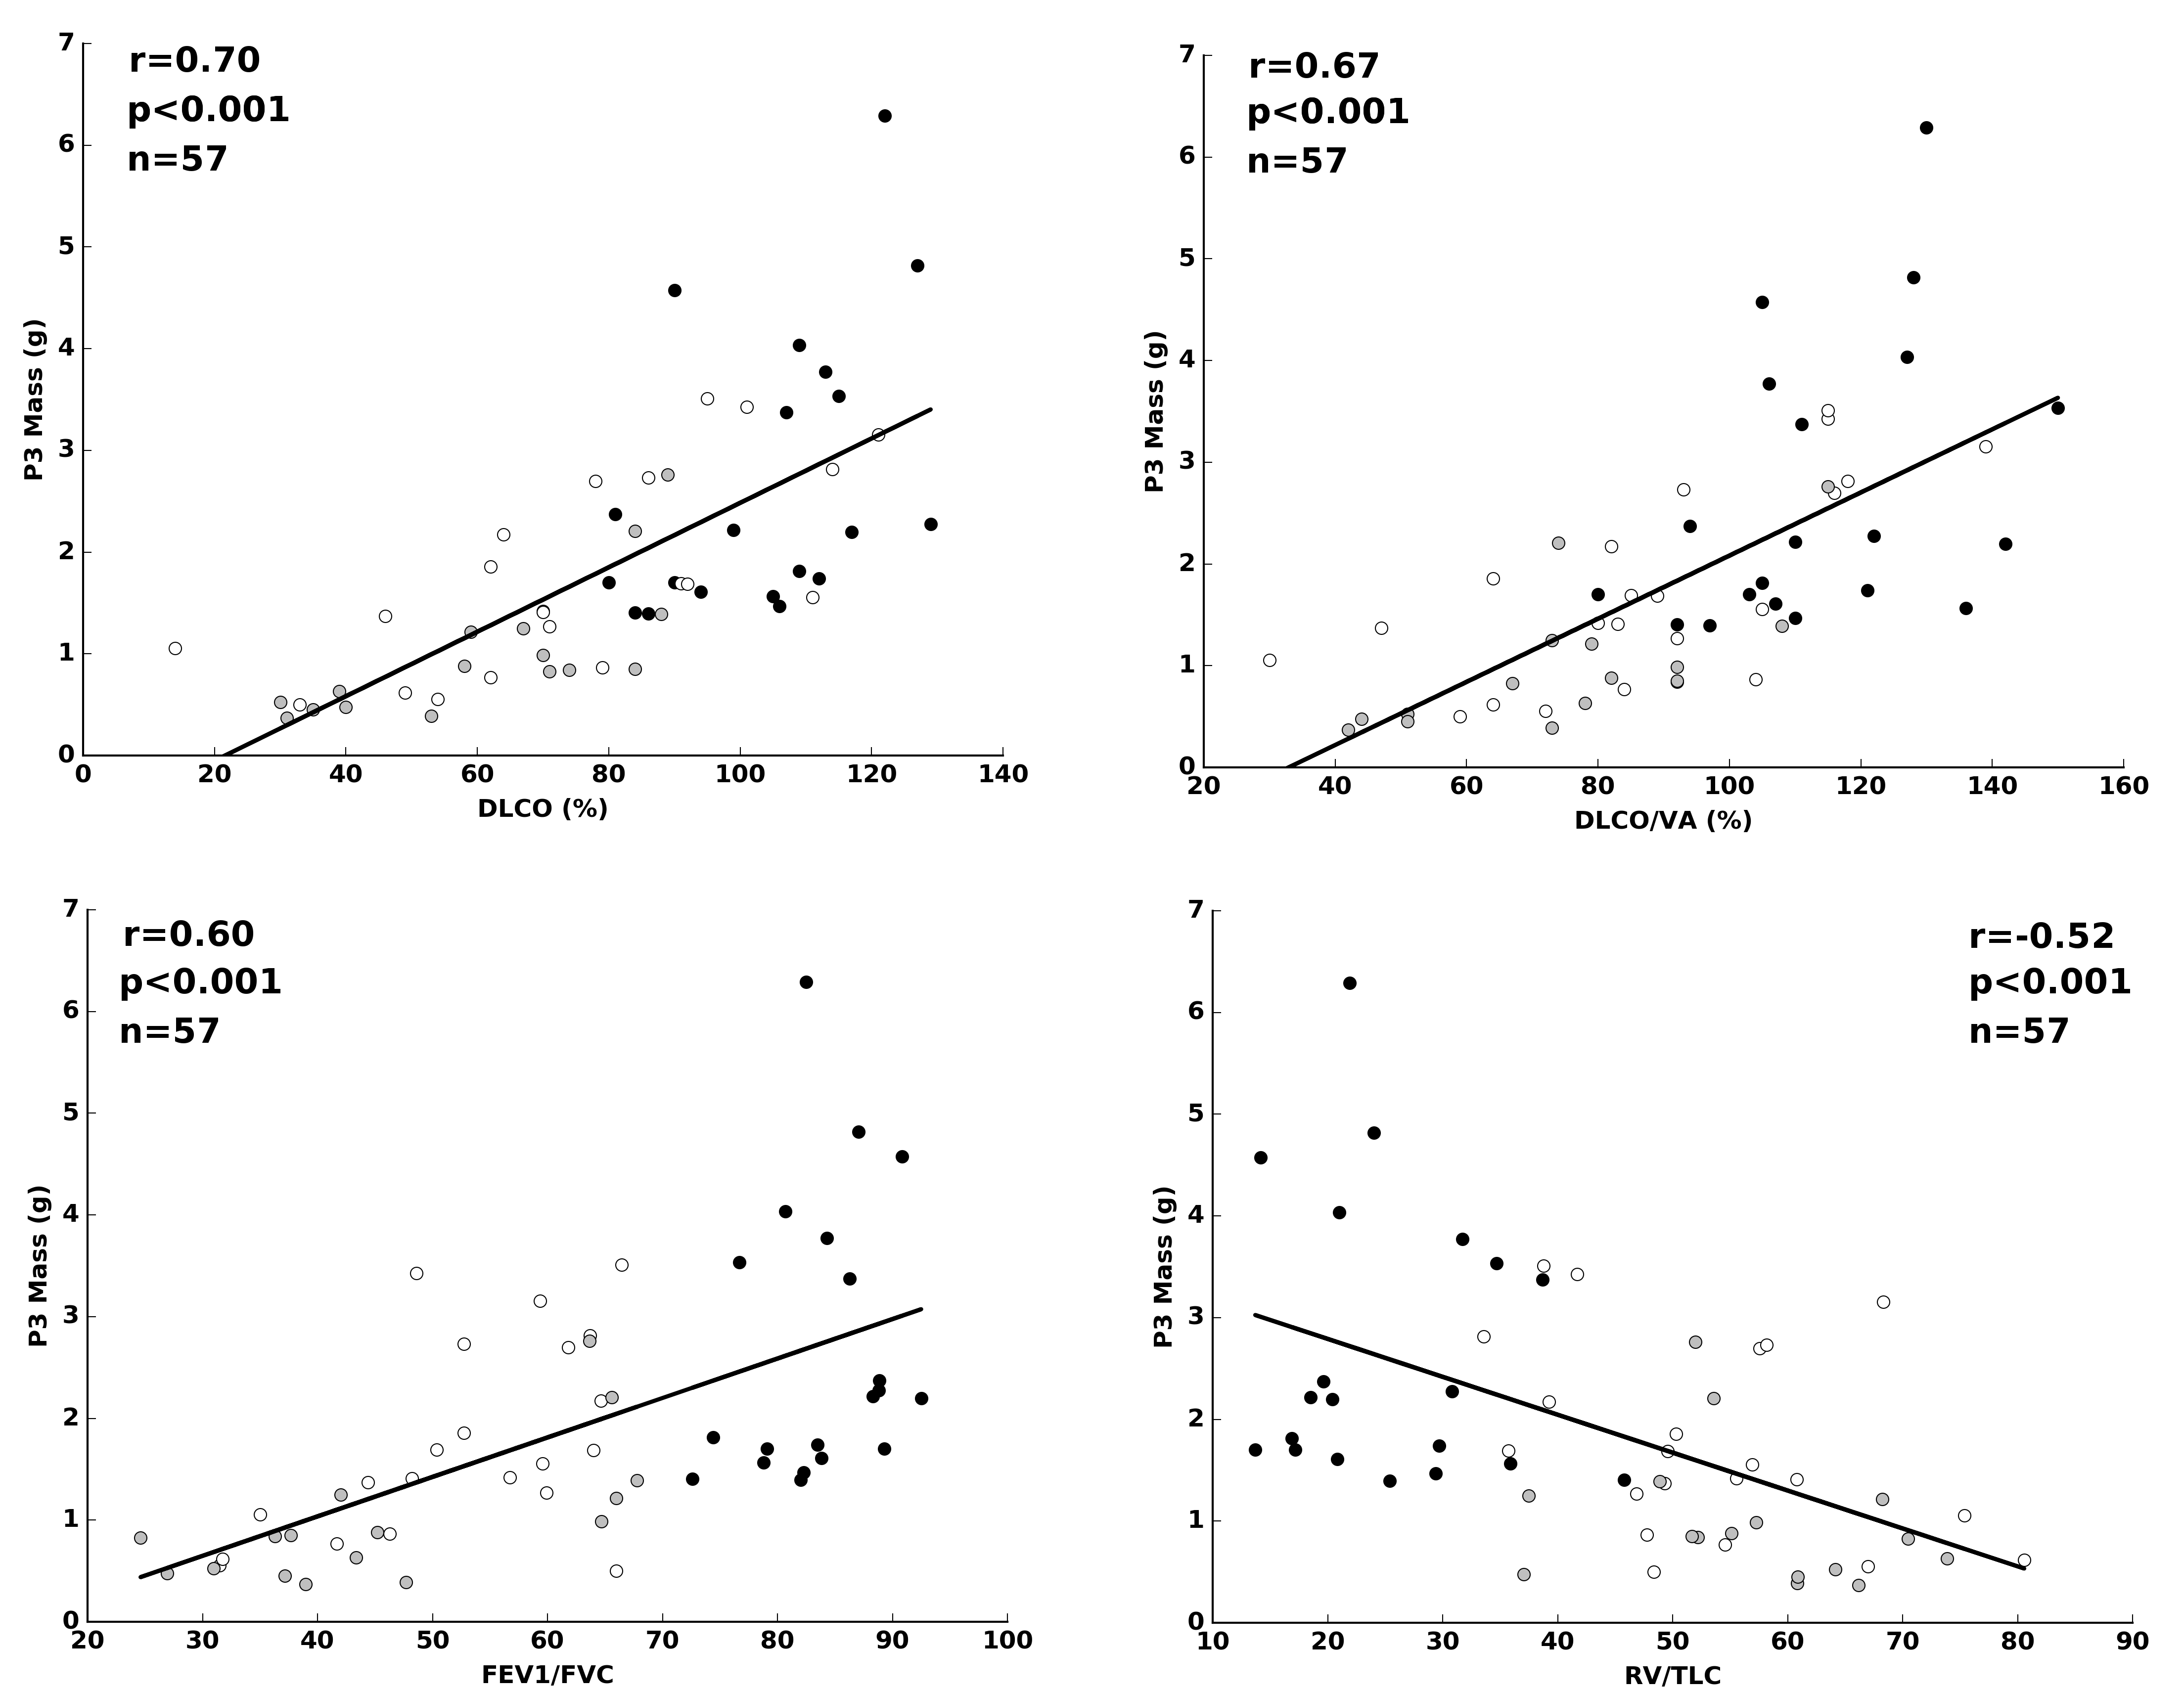 r=0.70
p<0.001
n=57
7
6
5
4
3
2
1
0
P3 Mass (g)
0 20 40 60 80 100 120 140
DLCO (%)
r=0.67
p<0.001
n=57
7
6
5
4
3
2
1
0
P3 Mass (g)
20 40 60 80 100 120 140 160
DLCO/VA (%)
r=0.60
p<0.001
n=57
7
6
5
4
3
2
1
0
P3 Mass (g)
20 30 40 50 60 70 80 90 100
FEV1/FVC
r=-0.52
p<0.001
n=57
7
6
5
4
3
2
1
0
P3 Mass (g)
10 20 30 40 50 60 70 80 90
RV/TLC